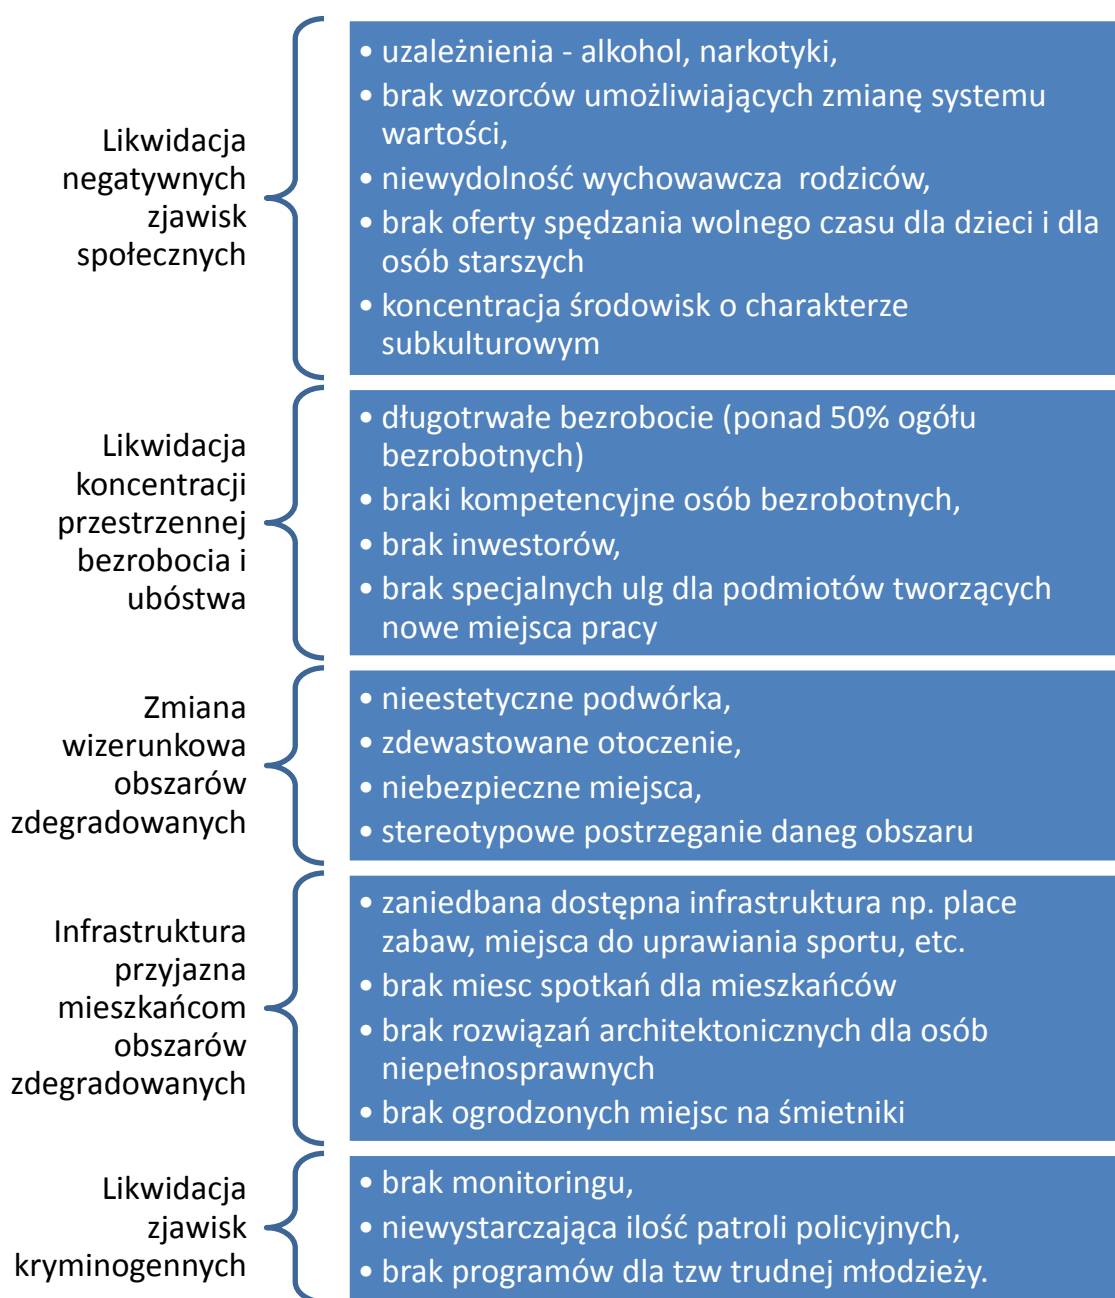 Likwidacja
negatywnych
zjawisk
społecznych
• uzależnienia - alkohol, narkotyki,
• brak wzorców umożliwiających zmianę systemu
wartości,
• niewydolność wychowawcza  rodziców,
• brak oferty spędzania wolnego czasu dla dzieci i dla
osób starszych
• koncentracja środowisk o charakterze
subkulturowym
Likwidacja
koncentracji
przestrzennej
bezrobocia i
ubóstwa
• długotrwałe bezrobocie (ponad 50% ogółu
bezrobotnych)
• braki kompetencyjne osób bezrobotnych,
• brak inwestorów,
• brak specjalnych ulg dla podmiotów tworzących
nowe miejsca pracy
Zmiana
wizerunkowa
obszarów
zdegradowanych
• nieestetyczne podwórka,
• zdewastowane otoczenie,
• niebezpieczne miejsca,
• stereotypowe postrzeganie daneg obszaru
Infrastruktura
przyjazna
mieszkańcom
obszarów
zdegradowanych
• zaniedbana dostępna infrastruktura np. place
zabaw, miejsca do uprawiania sportu, etc.
• brak miesc spotkań dla mieszkańców
• brak rozwiązań architektonicznych dla osób
niepełnosprawnych
• brak ogrodzonych miejsc na śmietniki
Likwidacja
zjawisk
kryminogennych
• brak monitoringu,
• niewystarczająca ilość patroli policyjnych,
• brak programów dla tzw trudnej młodzieży.